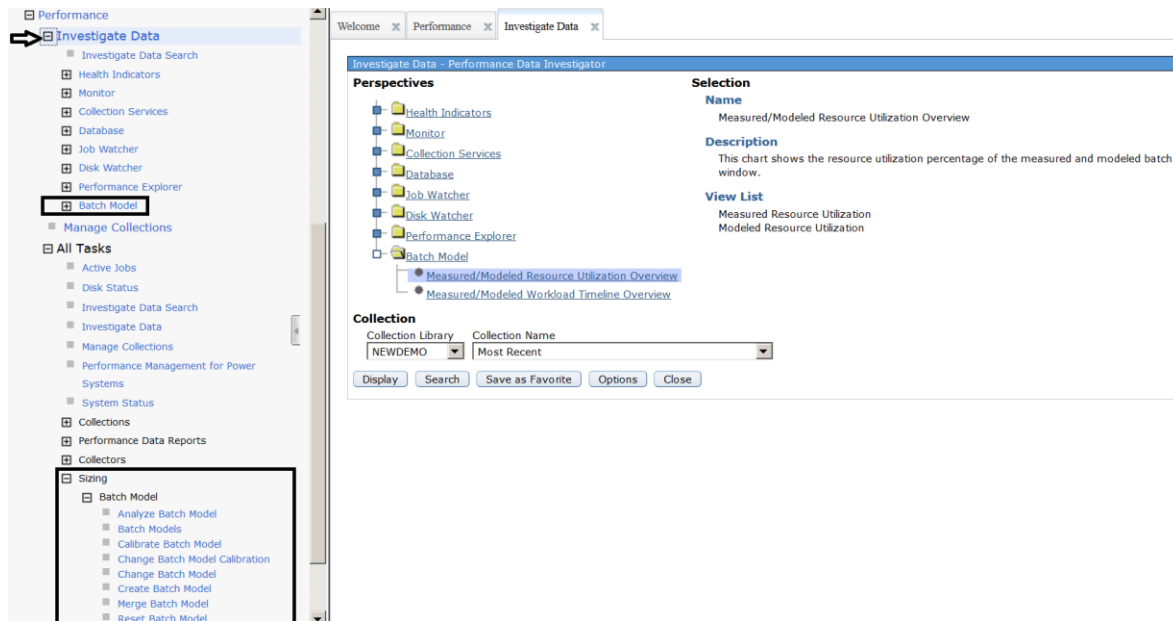 Performance
Investigate Data
Investigate Data Search
Health Indicators
Monitor
Collection Services
Database
Job Watcher
Disk Watcher
Performance Explorer
Batch Model
Manage Collections
All Tasks
Active Jobs
Disk Status
Investigate Data Search
Investigate Data
Manage Collections
Performance Management for Power
Systems
System Status
Collections
Performance Data Reports
Collectors
Sizing
Batch Model
Analyze Batch Model
Batch Models
Calibrate Batch Model
Change Batch Model Calibration
Change Batch Model
Create Batch Model
Merge Batch Model
Reset Batch Model
Welcome Performance Investigate Data
Investigate Data - Performance Data Investigator
Perspectives
Health Indicators
Monitor
Collection Services
Database
Job Watcher
Disk Watcher
Performance Explorer
Batch Model
Measured/Modeled Resource Utilization Overview
Measured/Modeled Workload Timeline Overview
Selection
Name
Measured/Modeled Resource Utilization Overview
Description
This chart shows the resource utilization percentage of the measured and modeled batch
window.
View List
Measured Resource Utilization
Modeled Resource Utilization
Collection
Collection Library Collection Name
NEWDEMO Most Recent
Display Search Save as Favorite Options Close